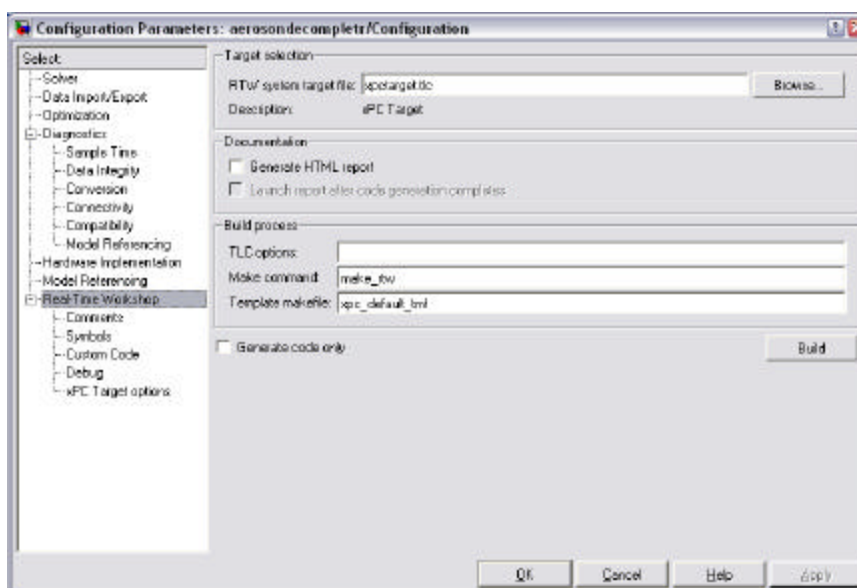 Configuration Parameters: aerosondecompletr/Configuration
Select:
Solver
Data Import/Export
Optimization
Diagnostics
Sample Time
Data Integrity
Conversion
Connectivity
Compatibility
Model Referencing
Hardware Implementation
Model Referencing
Real-Time Workshop
Comments
Symbols
Custom Code
Debug
xPC Target options
Target selection
RTW system target file: xpctarget.tlc Browse...
Description: xPC Target
Documentation
Generate HTML report
Launch report after code generation completes
Build process
TLC options:
Make command: make_rtw
Template makefile: xpc_default_tmf
Generate code only Build
OK Cancel Help Apply